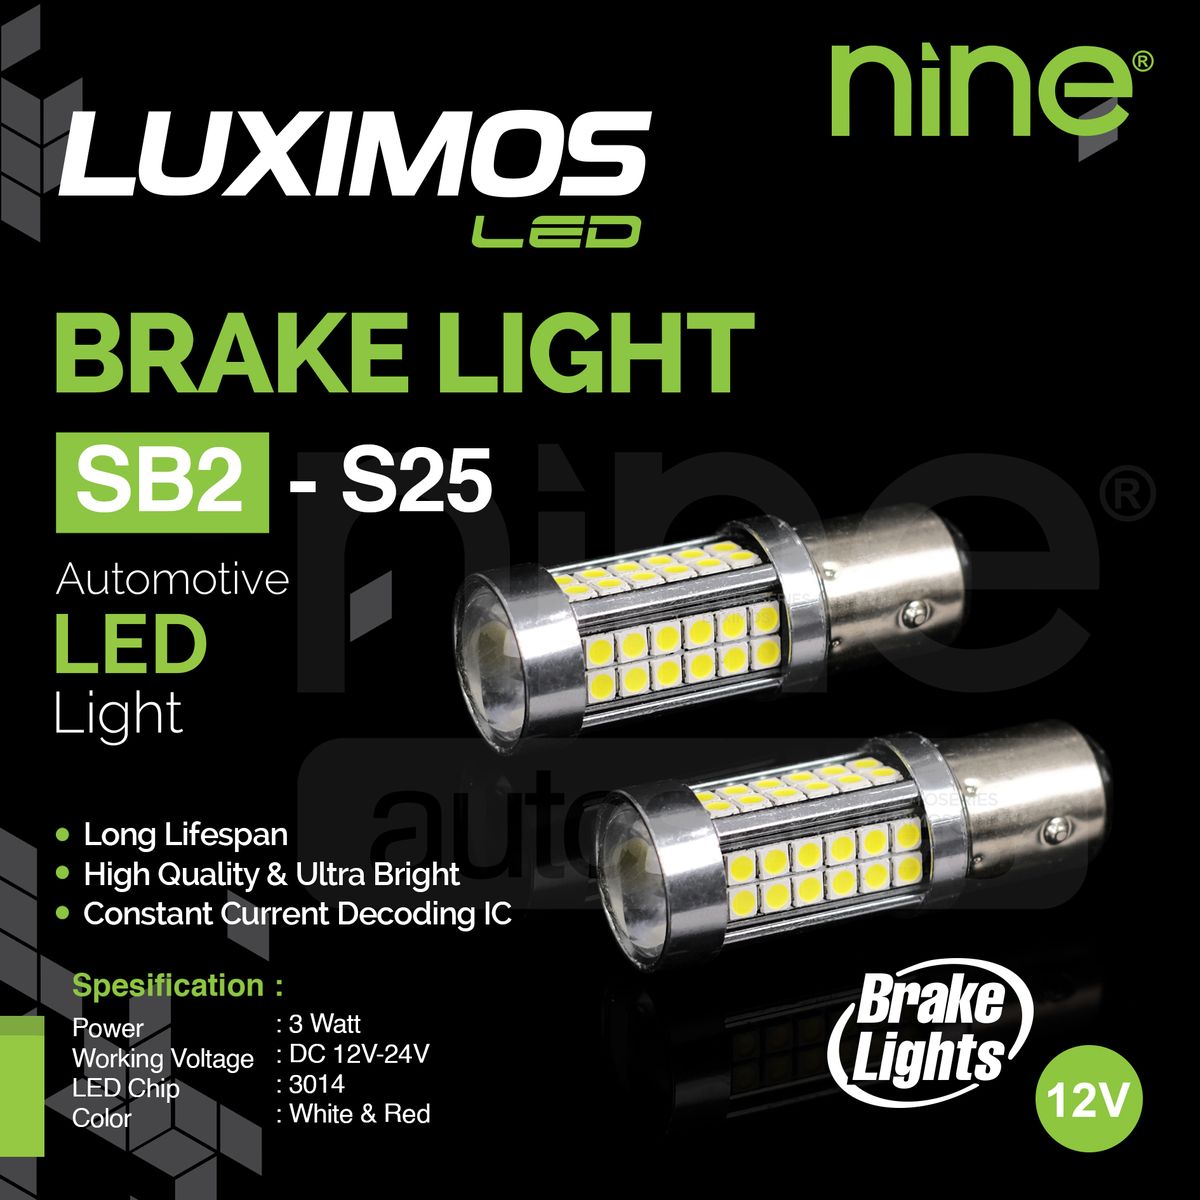 nine®
LUXIMOS
LED
BRAKE LIGHT
SB2 - S25
nine®
Automotive
LED
Light
• Long Lifespan
• High Quality & Ultra Bright
• Constant Current Decoding IC
Spesification :
Power : 3 Watt
Working Voltage : DC 12V-24V
LED Chip : 3014
Color : White & Red
Brake
Lights
12V